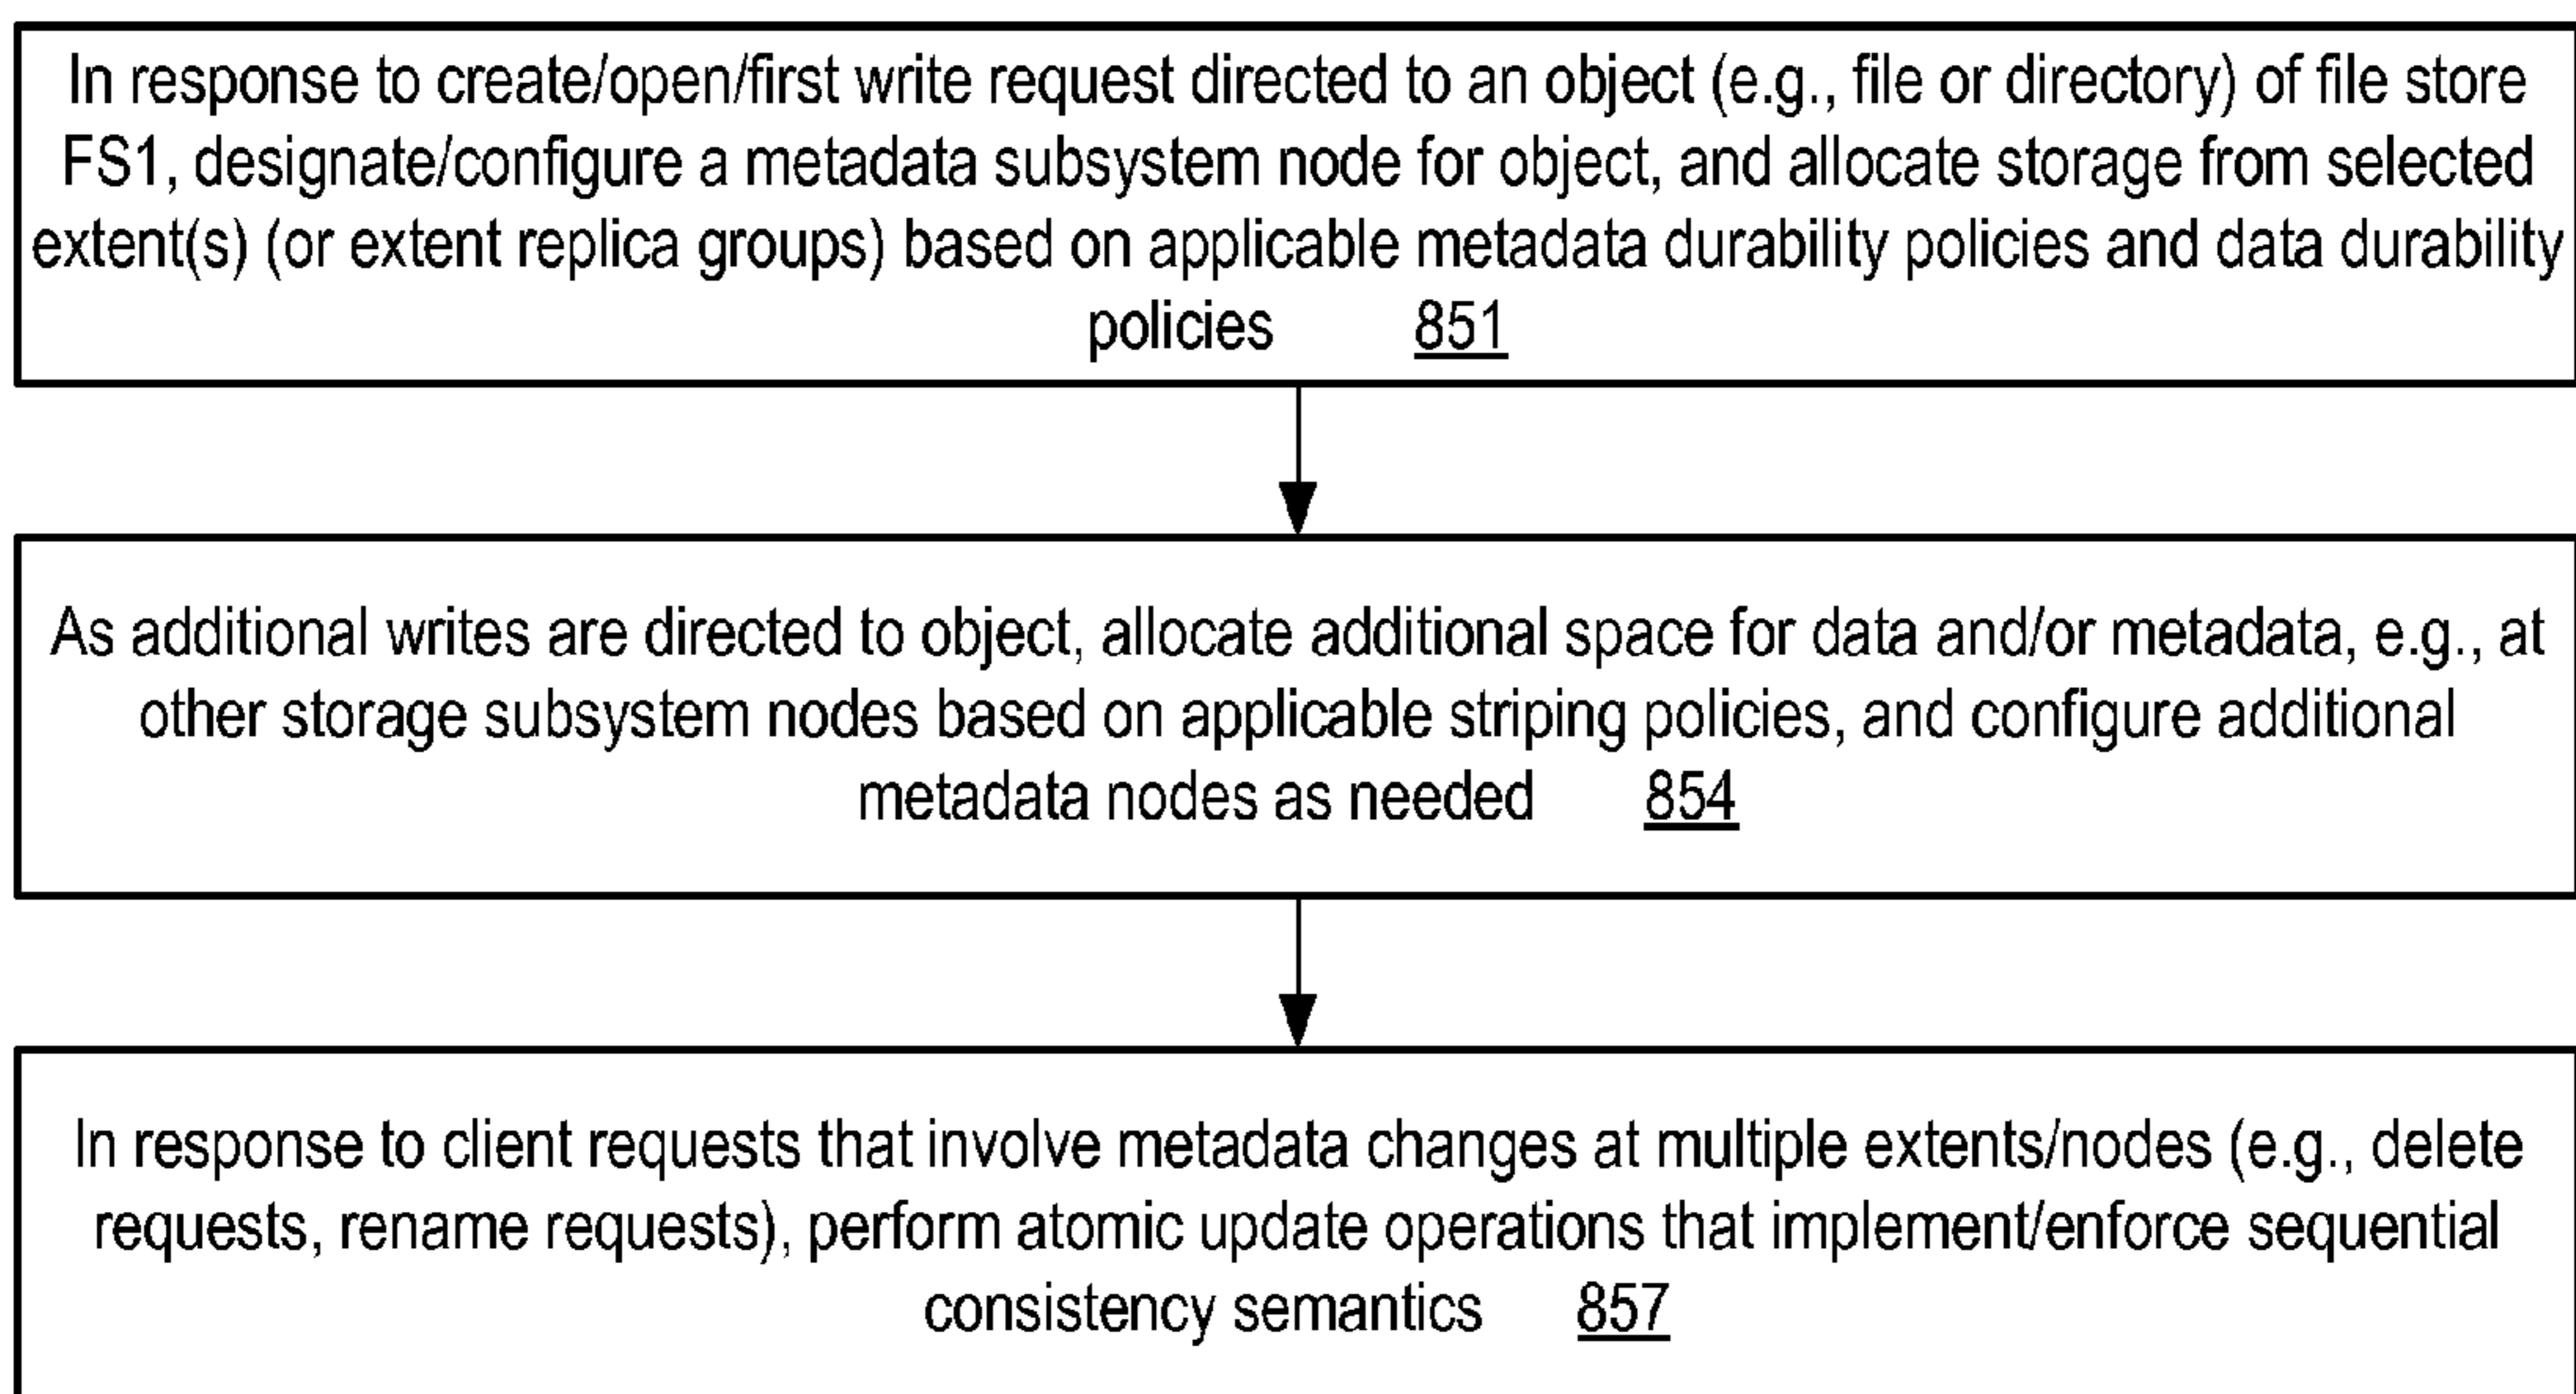 In response to create/open/first write request directed to an object (e.g., file or directory) of file store
FS1, designate/configure a metadata subsystem node for object, and allocate storage from selected
extent(s) (or extent replica groups) based on applicable metadata durability policies and data durability
policies 851
As additional writes are directed to object, allocate additional space for data and/or metadata, e.g., at
other storage subsystem nodes based on applicable striping policies, and configure additional
metadata nodes as needed 854
In response to client requests that involve metadata changes at multiple extents/nodes (e.g., delete
requests, rename requests), perform atomic update operations that implement/enforce sequential
consistency semantics 857